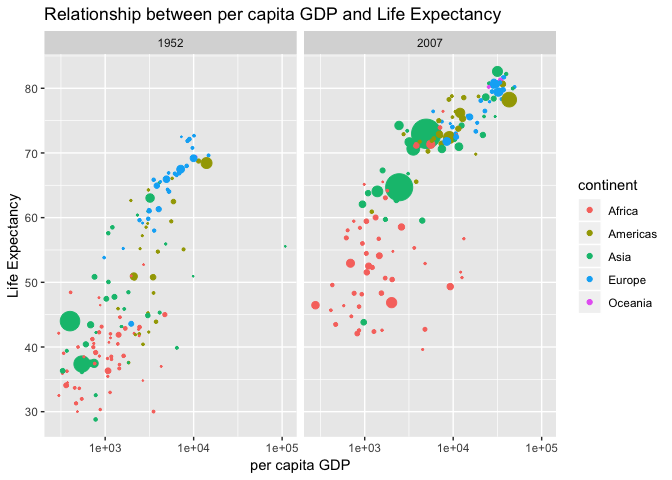 Relationship between per capita GDP and Life Expectancy
1952
2007
Life Expectancy
80
70
60
50
40
30
1e+03
1e+04
1e+05
1e+03
1e+04
1e+05
per capita GDP
continent
Africa
Americas
Asia
Europe
Oceania